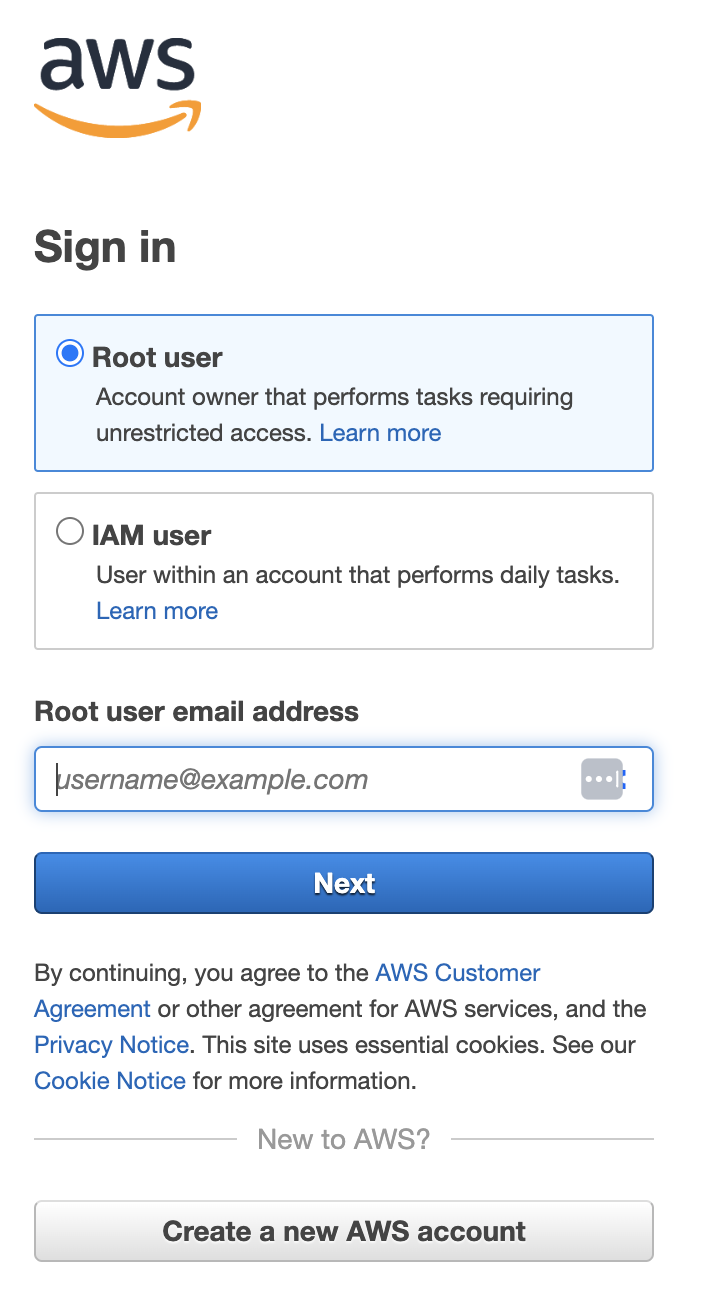 aws
Sign in
Root user
Account owner that performs tasks requiring
unrestricted access. Learn more
IAM user
User within an account that performs daily tasks.
Learn more
Root user email address
username@example.com
Next
By continuing, you agree to the AWS Customer
Agreement or other agreement for AWS services, and the
Privacy Notice. This site uses essential cookies. See our
Cookie Notice for more information.
New to AWS?
Create a new AWS account